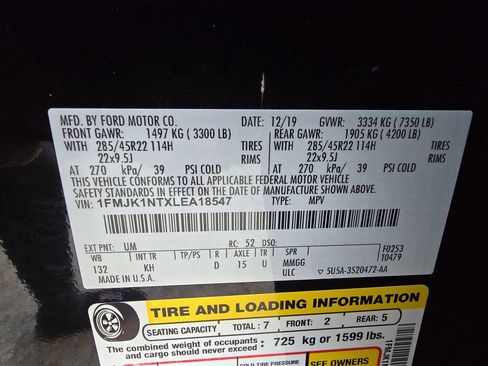 MFD. BY FORD MOTOR CO. 12/19 GVWR: 3334 KG ( 7350 LB)
FRONT GAWR: 1497 KG ( 3300 LB) REAR GAWR: 1905 KG ( 4200 LB)
WITH 285/45R22 114H TIRES WITH 285/45R22 114H TIRES
22x9.5J RIMS 22x9.5J RIMS
AT 270 kPa/ 39 PSI COLD AT 270 kPa/ 39 PSI COLD
THIS VEHICLE CONFORMS TO ALL APPLICABLE FEDERAL MOTOR VEHICLE
SAFETY STANDARDS IN EFFECT ON THE DATE OF MANUFACTURE SHOWN ABOVE.
VIN: 1FMJK1NTXLEA18547 TYPE: MPV
EXT PNT: UM RC: 52 DSO: F0253
WB BRK INT TR TP/PS R AXLE TR SPR T0479
132 KH D 15 U MMGG
MADE IN U.S.A. ULC ▽ 5U5A-3520472-AA
TIRE AND LOADING INFORMATION
SEATING CAPACITY TOTAL: 7 FRONT: 2 REAR: 5
The combined weight of occupants and cargo should never exceed: 725 kg or 1599 lbs.
SEE OWNERS